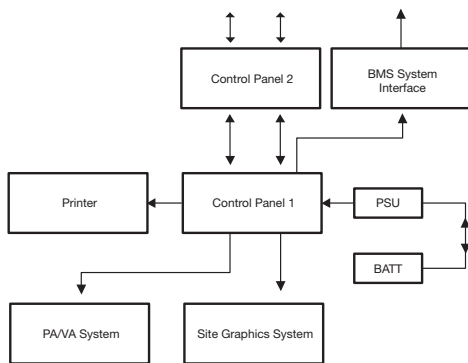 Control Panel 2
BMS System
Interface
Printer
Control Panel 1
PSU
BATT
PA/VA System
Site Graphics System